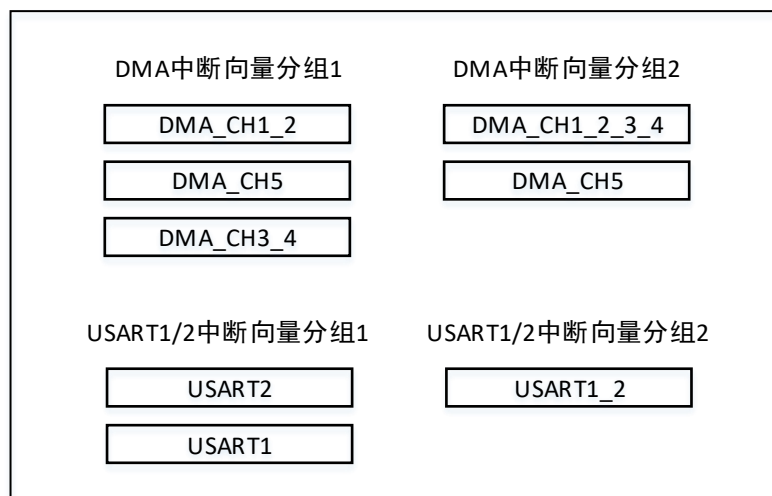 DMA中断向量分组1
DMA_CH1_2
DMA_CH5
DMA_CH3_4
DMA中断向量分组2
DMA_CH1_2_3_4
DMA_CH5
USART1/2中断向量分组1
USART2
USART1
USART1/2中断向量分组2
USART1_2